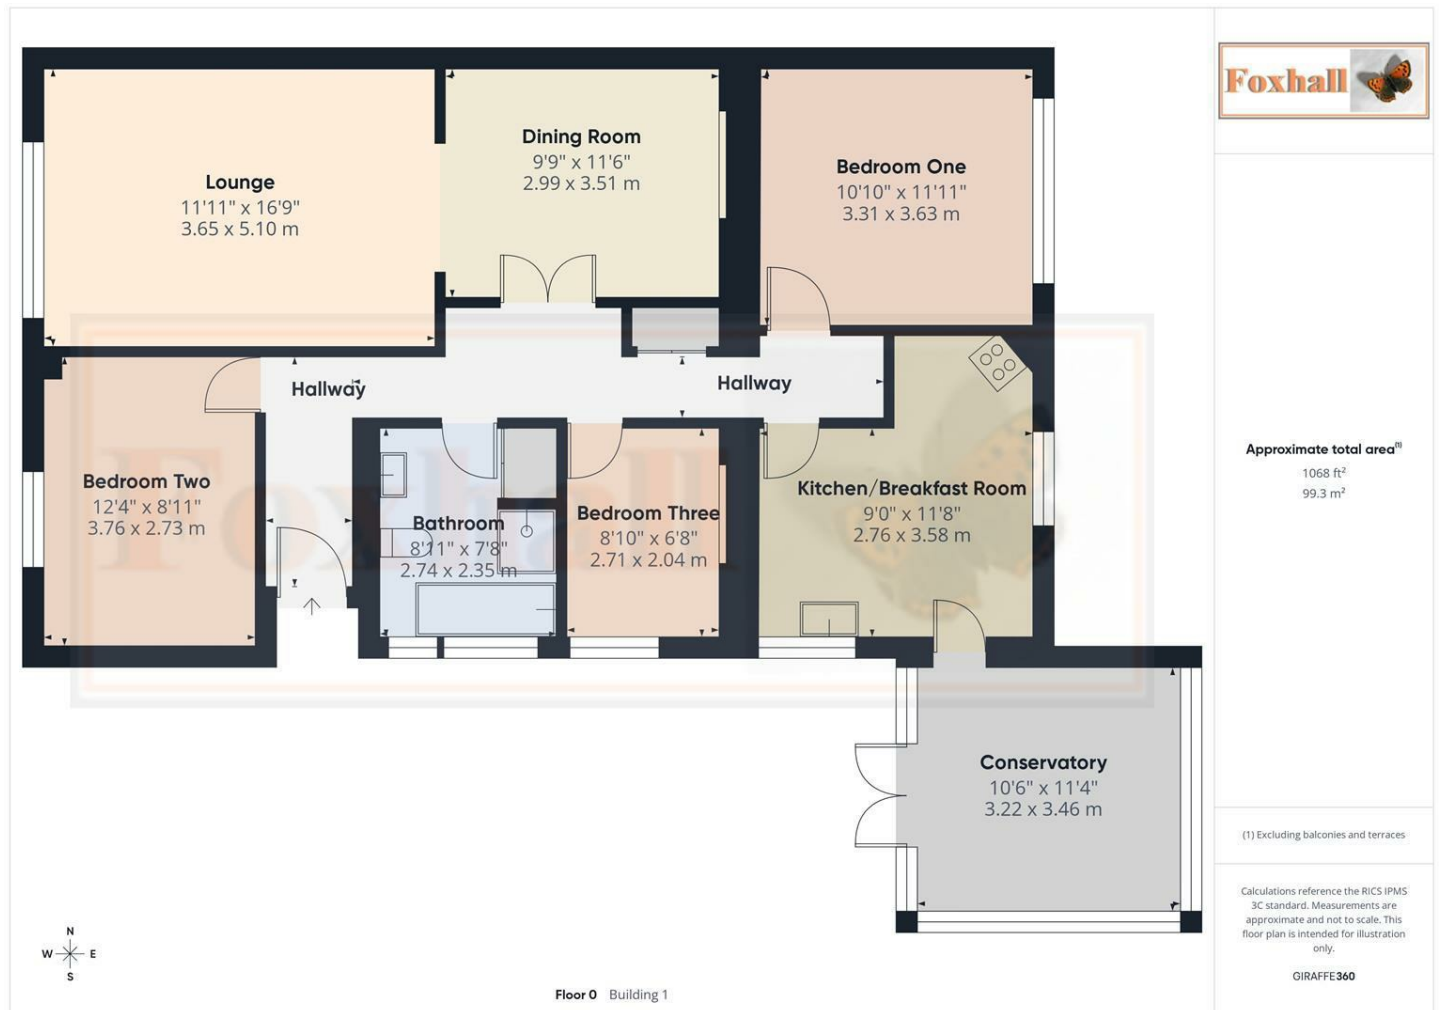 Foxhall
Lounge
11'11" x 16'9"
3.65 x 5.10 m
Dining Room
9'9" x 11'6"
2.99 x 3.51 m
Bedroom One
10'10" x 11'11"
3.31 x 3.63 m
Hallway
Hallway
Bedroom Two
12'4" x 8'11"
3.76 x 2.73 m
Bathroom
8'11" x 7'8"
2.74 x 2.35 m
Bedroom Three
8'10" x 6'8"
2.71 x 2.04 m
Kitchen/Breakfast Room
9'0" x 11'8"
2.76 x 3.58 m
Foxhall
Conservatory
10'6" x 11'4"
3.22 x 3.46 m
N
W E
S
Floor 0 Building 1
Approximate total area(1)
1068 ft²
99.3 m²
(1) Excluding balconies and terraces
Calculations reference the RICS IPMS
3C standard. Measurements are
approximate and not to scale. This
floor plan is intended for illustration
only.
GIRAFFE360